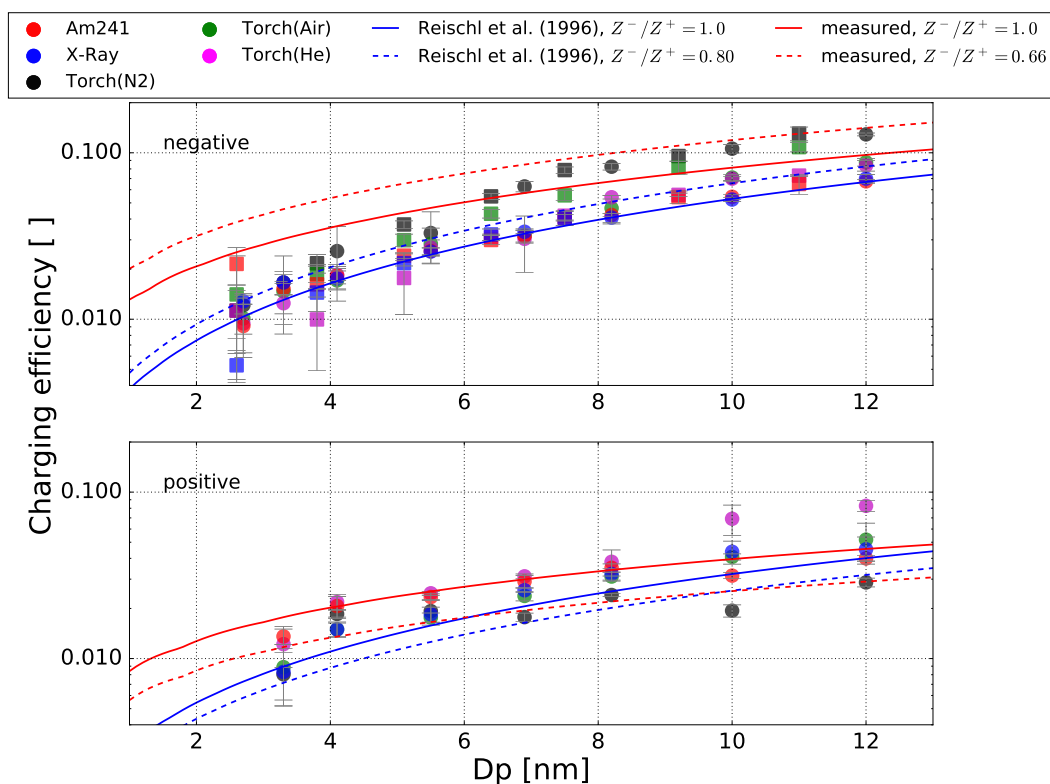 Am241 Torch(Air) Reischl et al. (1996), Z⁻/Z⁺ = 1.0 measured, Z⁻/Z⁺ = 1.0
X-Ray Torch(He) Reischl et al. (1996), Z⁻/Z⁺ = 0.80 measured, Z⁻/Z⁺ = 0.66
Torch(N2)
negative
0.100
0.010
2 4 6 8 10 12
Charging efficiency [ ]
positive
0.100
0.010
2 4 6 8 10 12
Dp [nm]